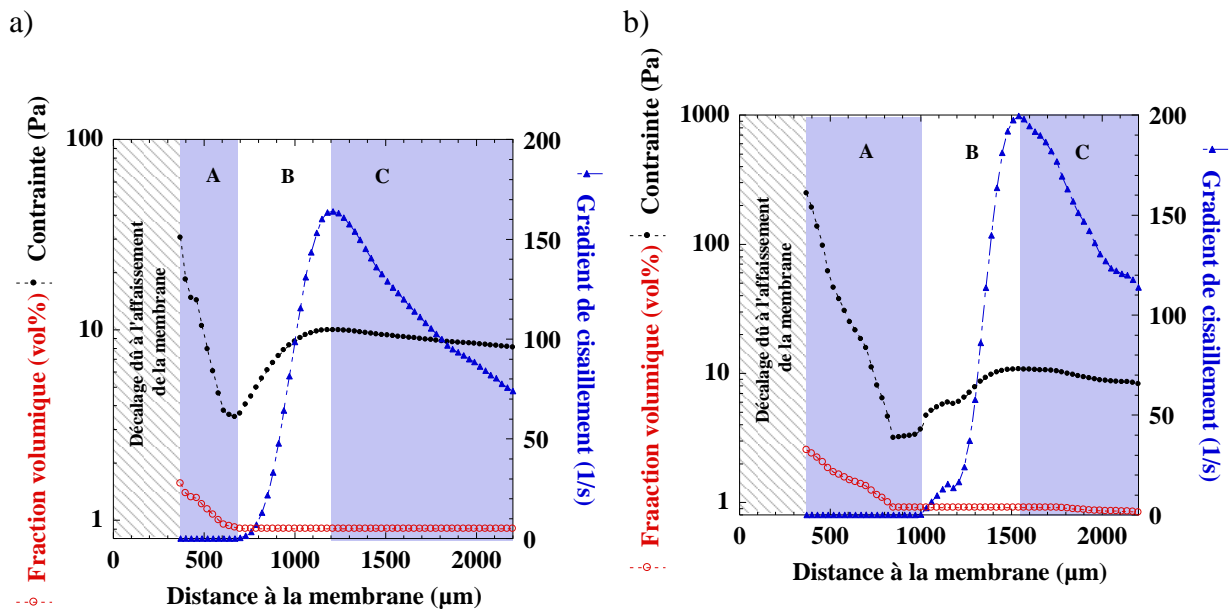 a)
Fraction volumique (vol%)
Contrainte (Pa)
100
10
1
Décalage dû à l'affaissement
de la membrane
A
B
C
200
150
100
50
0
Gradient de cisaillement (1/s)
0
500
1000
1500
2000
Distance à la membrane (µm)
b)
Fraaction volumique (vol%)
Contrainte (Pa)
1000
100
10
1
Décalage dû à l'affaissement
de la membrane
A
B
C
200
150
100
50
0
Gradient de cisaillement (1/s)
0
500
1000
1500
2000
Distance à la membrane (µm)